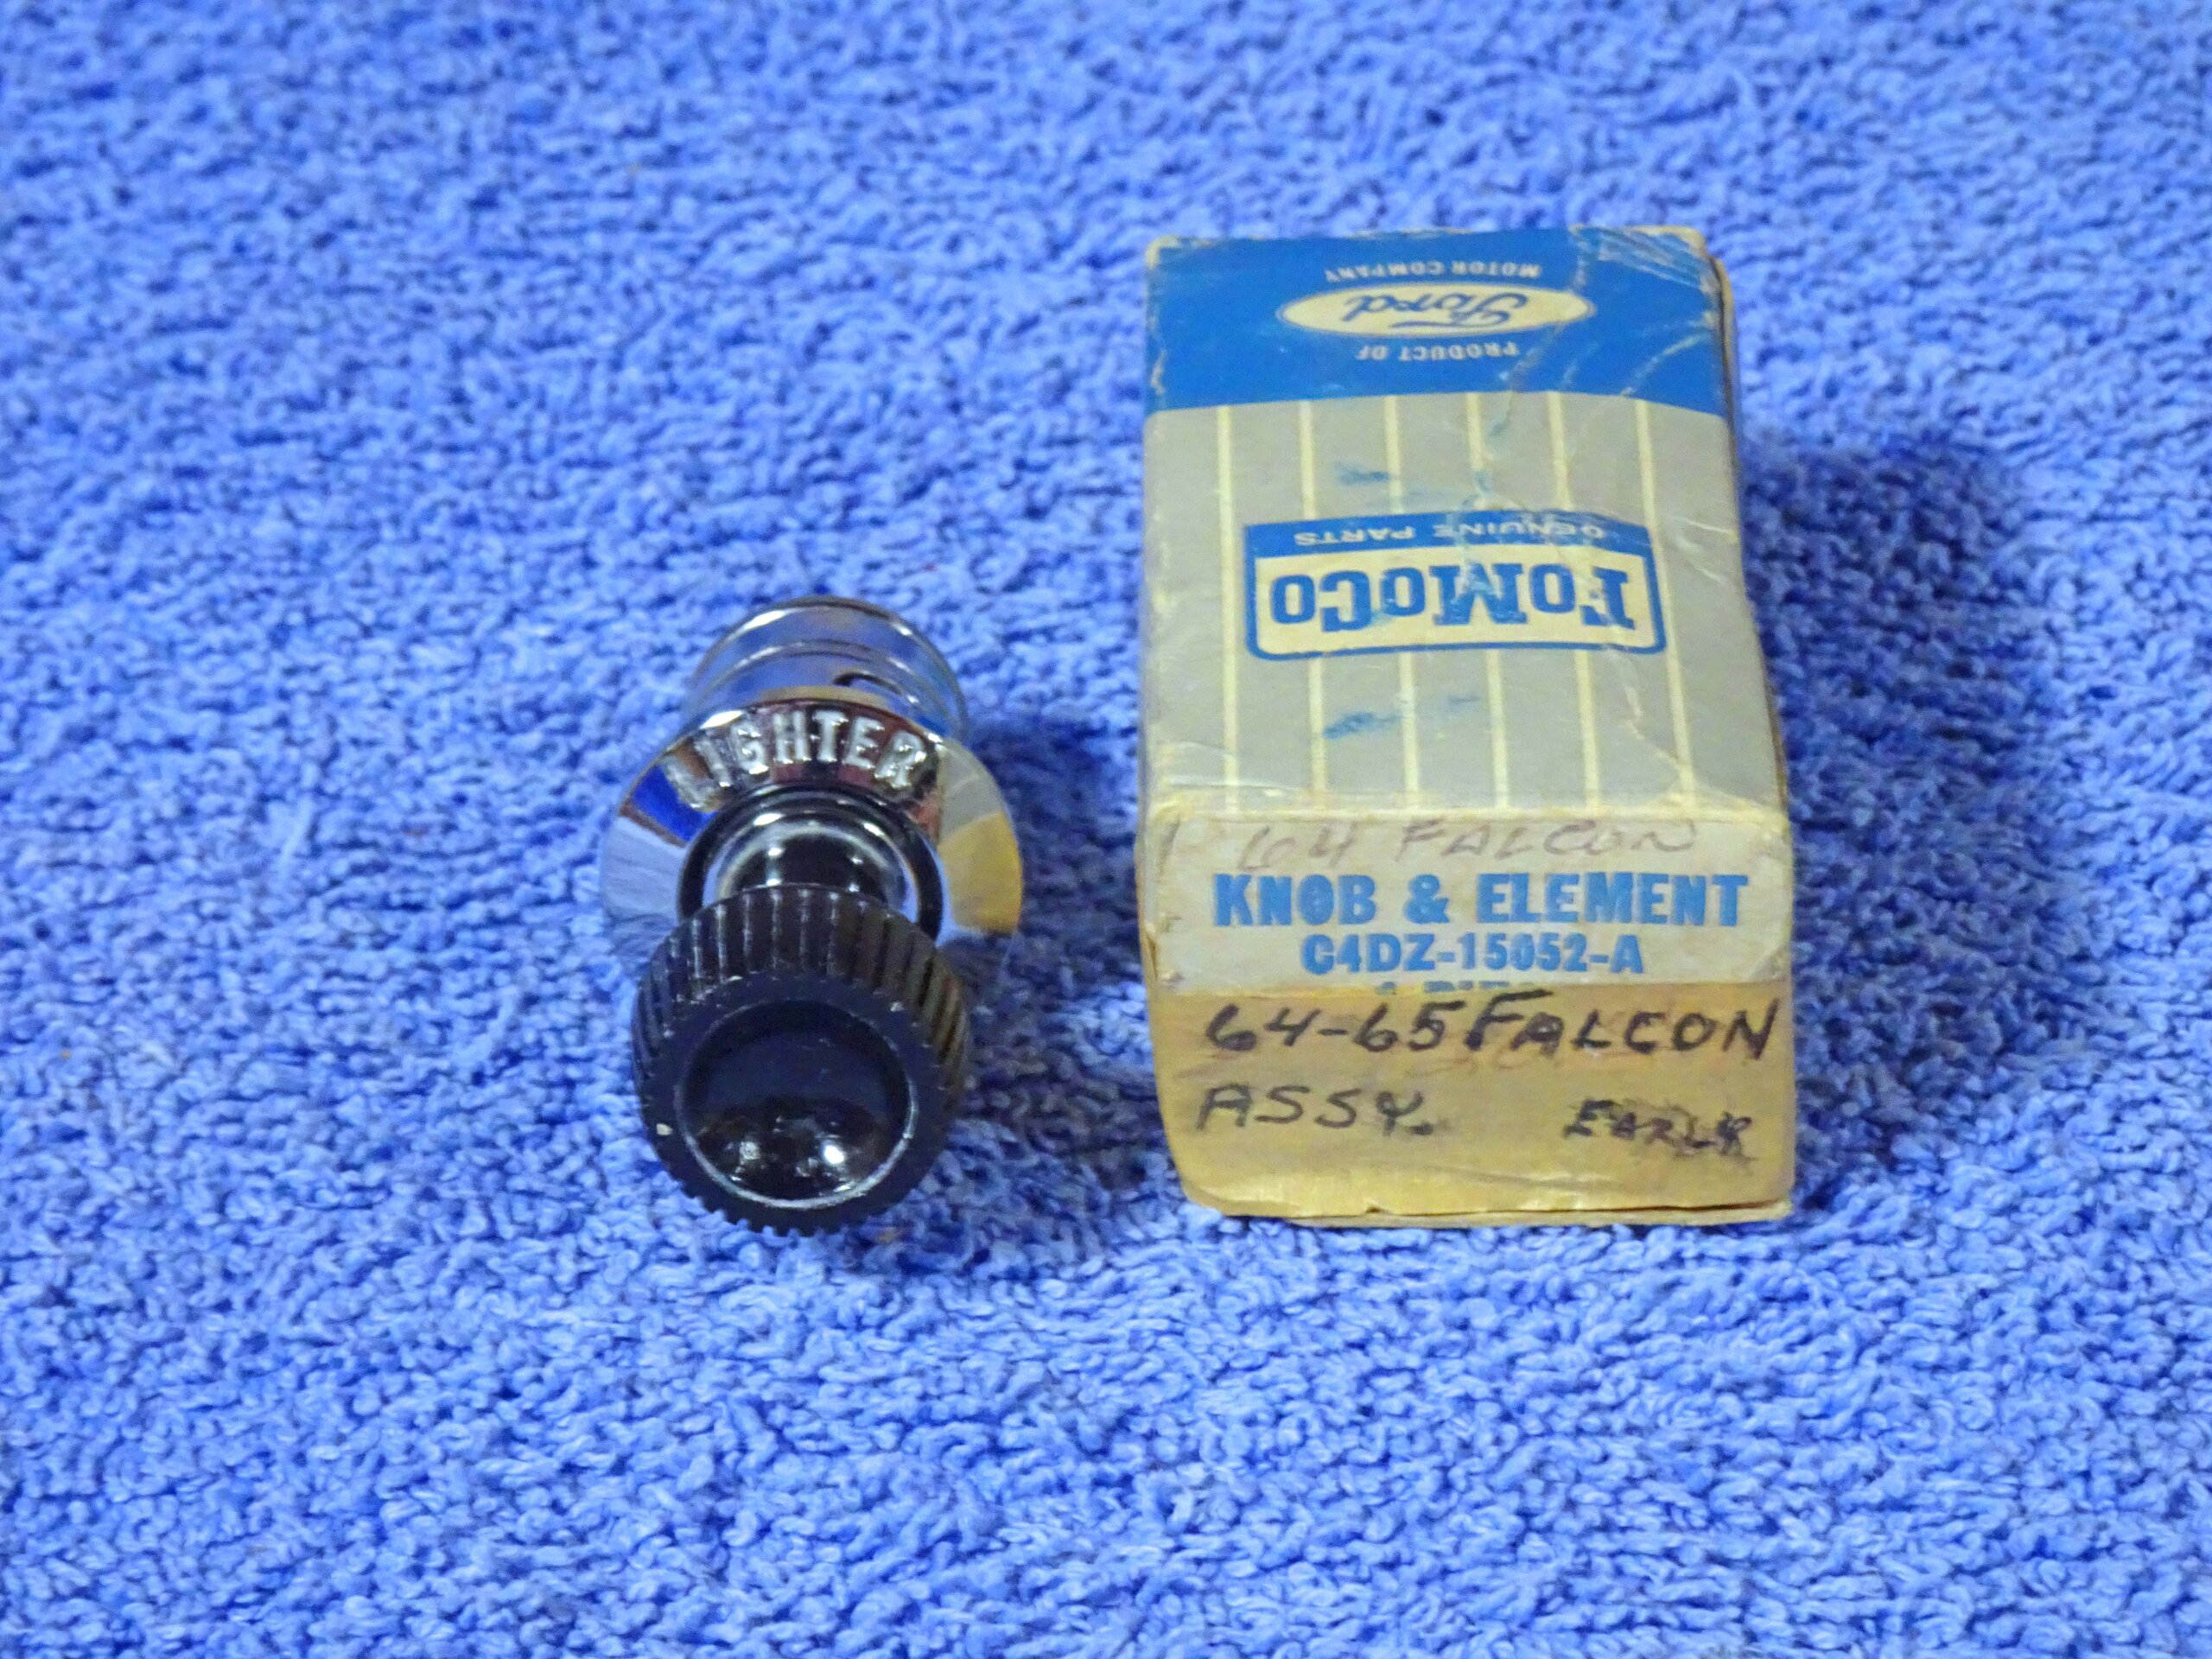 LIGHTER
PRODUCT OF
Ford
MOTOR COMPANY
FoMoCo
GENUINE PARTS
64 FALCON
KNOB & ELEMENT
C4DZ-15052-A
64-65 FALCON
ASSY. EARLY